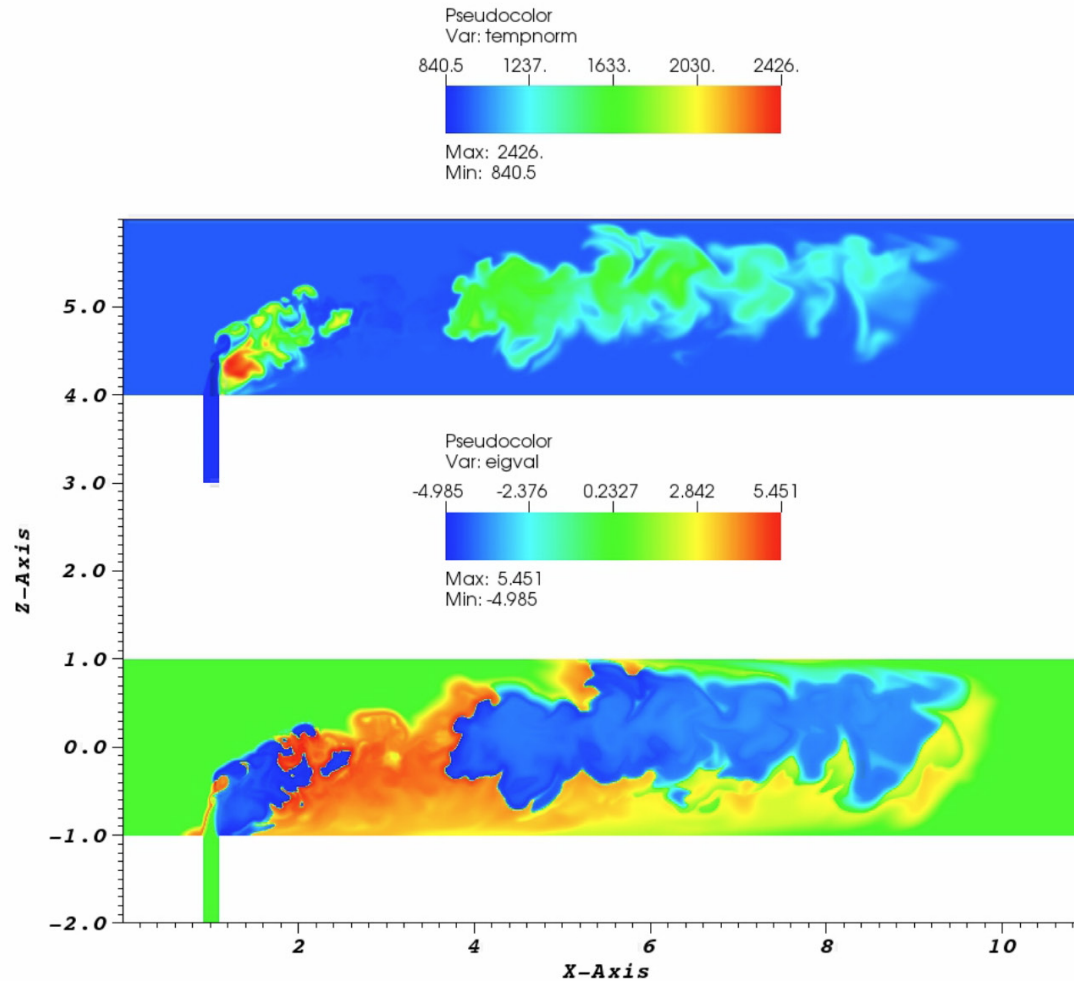 Pseudocolor
Var: tempnorm
840.5 1237. 1633. 2030. 2426.
Max: 2426.
Min: 840.5
5.0
4.0
3.0
Pseudocolor
Var: eigval
-4.985 -2.376 0.2327 2.842 5.451
Max: 5.451
Min: -4.985
2.0
1.0
0.0
-1.0
-2.0
Z-Axis
2 4 6 8 10
X-Axis